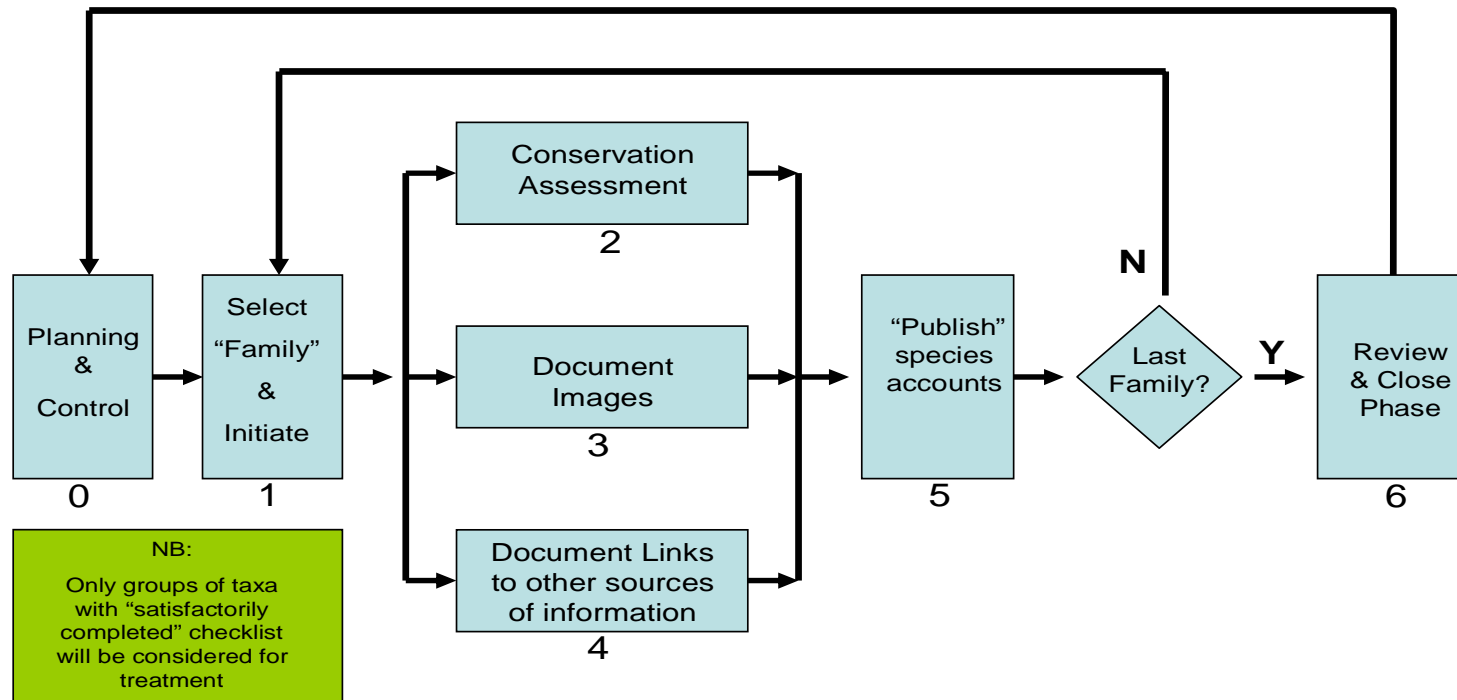 Planning
&
Control
0
Select
“Family”
&
Initiate
1
Conservation
Assessment
2
Document
Images
3
Document Links
to other sources
of information
4
“Publish”
species
accounts
5
Last
Family?
N
Y
Review
& Close
Phase
6
NB:
Only groups of taxa
with “satisfactorily
completed” checklist
will be considered for
treatment